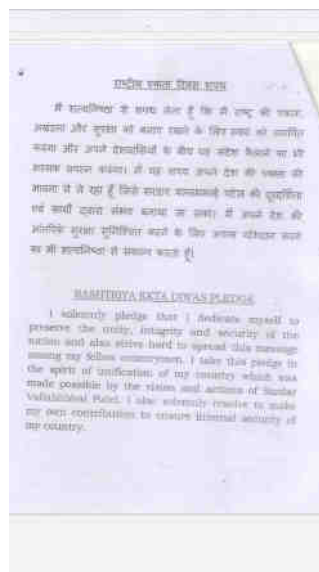 राष्ट्रीय एकता दिवस शपथ
मैं सत्यनिष्ठा से शपथ लेता हूँ कि मैं राष्ट्र की एकता,
अखंडता और सुरक्षा को बनाए रखने के लिए स्वयं को समर्पित
करूंगा और अपने देशवासियों के बीच यह संदेश फैलाने का भी
भरसक प्रयत्न करूंगा। मैं यह शपथ अपने देश की एकता की
भावना से ले रहा हूँ जिसे सरदार वल्लभभाई पटेल की दूरदर्शिता
एवं कार्यों द्वारा संभव बनाया जा सका। मैं अपने देश की
आंतरिक सुरक्षा सुनिश्चित करने के लिए अपना योगदान करने
का भी सत्यनिष्ठा से संकल्प करता हूँ।
RASHTRIYA EKTA DIWAS PLEDGE
I solemnly pledge that I dedicate myself to
preserve the unity, integrity and security of the
nation and also strive hard to spread this message
among my fellow countrymen. I take this pledge in
the spirit of unification of my country which was
made possible by the vision and actions of Sardar
Vallabhbhai Patel. I also solemnly resolve to make
my own contribution to ensure internal security of
my country.